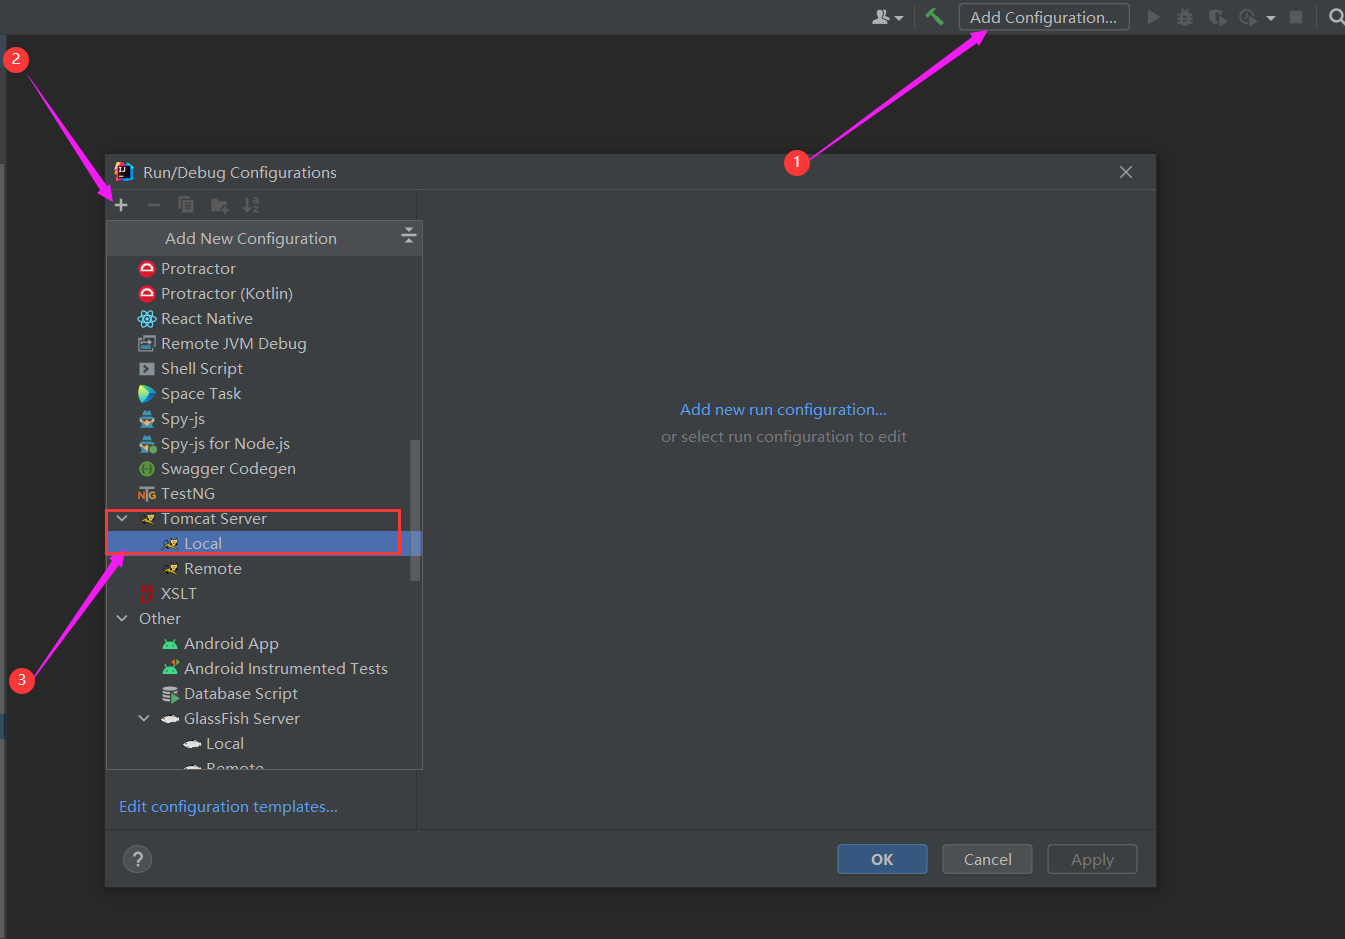 Add Configuration...
2
1
Run/Debug Configurations
Add New Configuration
Protractor
Protractor (Kotlin)
React Native
Remote JVM Debug
Shell Script
Space Task
Spy-js
Spy-js for Node.js
Swagger Codegen
TestNG
Tomcat Server
Local
Remote
XSLT
Other
Android App
Android Instrumented Tests
Database Script
GlassFish Server
Local
Remote
Add new run configuration...
or select run configuration to edit
3
Edit configuration templates...
?
OK
Cancel
Apply